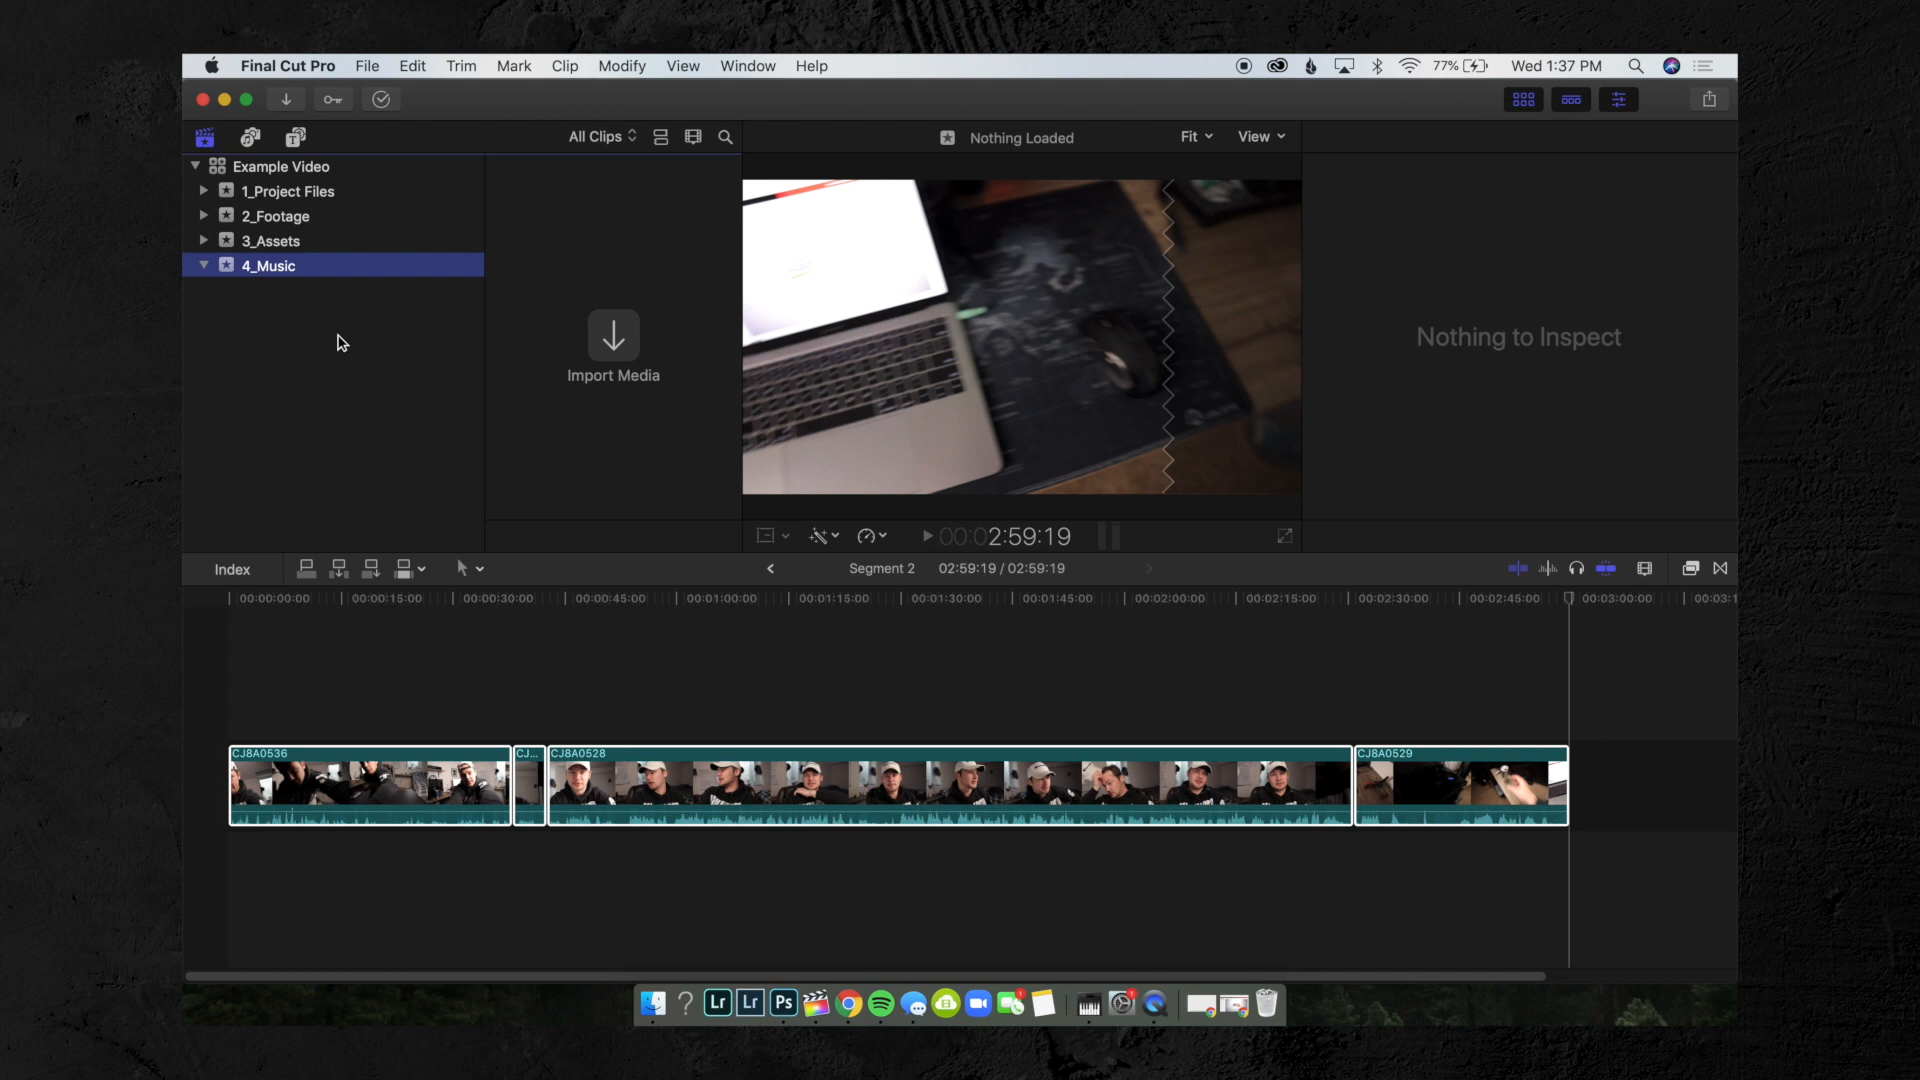 Final Cut Pro File Edit Trim Mark Clip Modify View Window Help 77% Wed 1:37 PM
All Clips
Nothing Loaded Fit View
Example Video
1_Project Files
2_Footage
3_Assets
4_Music
Import Media
Nothing to Inspect
00:02:59:19
Index Segment 2 02:59:19 / 02:59:19
00:00:00:00 00:00:15:00 00:00:30:00 00:00:45:00 00:01:00:00 00:01:15:00 00:01:30:00 00:01:45:00 00:02:00:00 00:02:15:00 00:02:30:00 00:02:45:00 00:03:00:00 00:03:1
CJ8A0536 CJ... CJ8A0528 CJ8A0529
Lr Lr Ps